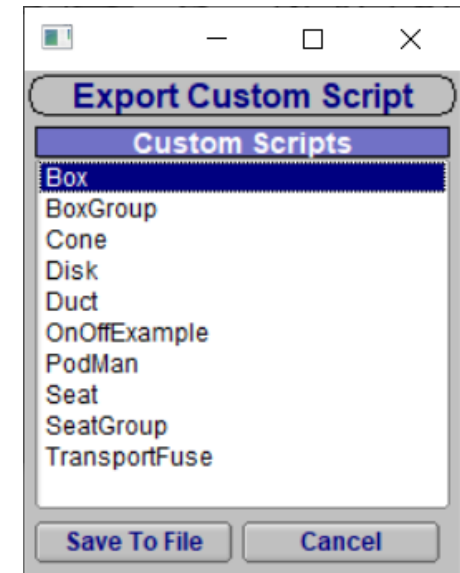 Export Custom Script
Custom Scripts
Box
BoxGroup
Cone
Disk
Duct
OnOffExample
PodMan
Seat
SeatGroup
TransportFuse
Save To File
Cancel